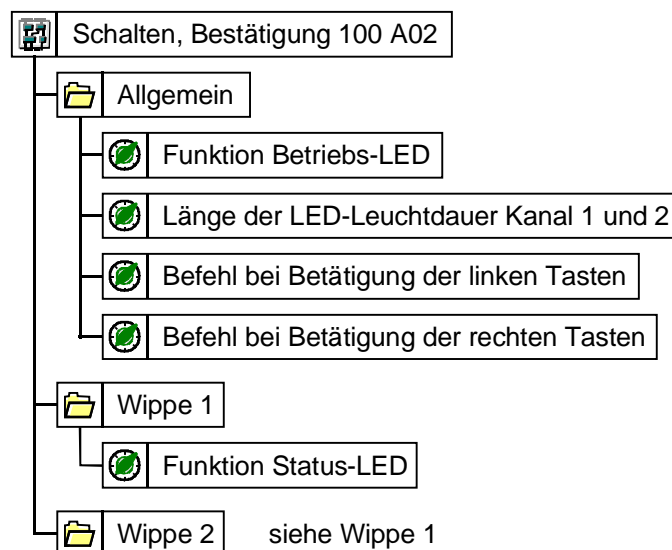 Schalten, Bestätigung 100 A02
Allgemein
Funktion Betriebs-LED
Länge der LED-Leuchtdauer Kanal 1 und 2
Befehl bei Betätigung der linken Tasten
Befehl bei Betätigung der rechten Tasten
Wippe 1
Funktion Status-LED
Wippe 2 siehe Wippe 1